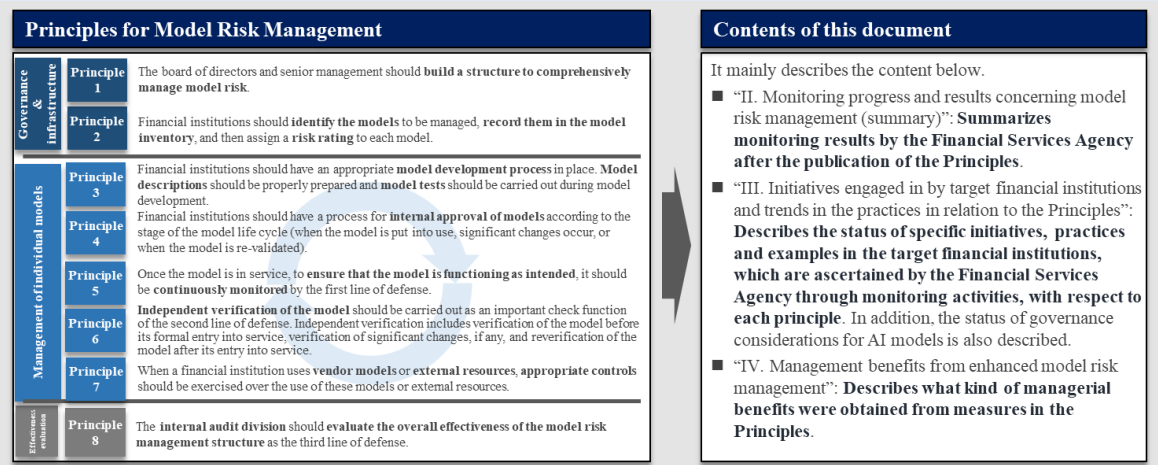 Principles for Model Risk Management
Governance
&
infrastructure
Principle
1
The board of directors and senior management should build a structure to comprehensively
manage model risk.
Principle
2
Financial institutions should identify the models to be managed, record them in the model
inventory, and then assign a risk rating to each model.
Management of individual models
Principle
3
Financial institutions should have an appropriate model development process in place. Model
descriptions should be properly prepared and model tests should be carried out during model
development.
Principle
4
Financial institutions should have a process for internal approval of models according to the
stage of the model life cycle (when the model is put into use, significant changes occur, or
when the model is re-validated).
Principle
5
Once the model is in service, to ensure that the model is functioning as intended, it should
be continuously monitored by the first line of defense.
Principle
6
Independent verification of the model should be carried out as an important check function
of the second line of defense. Independent verification includes verification of the model before
its formal entry into service, verification of significant changes, if any, and reverification of the
model after its entry into service.
Principle
7
When a financial institution uses vendor models or external resources, appropriate controls
should be exercised over the use of these models or external resources.
Effectiveness
evaluation
Principle
8
The internal audit division should evaluate the overall effectiveness of the model risk
management structure as the third line of defense.
Contents of this document
It mainly describes the content below.
■ “II. Monitoring progress and results concerning model
risk management (summary)”: Summarizes
monitoring results by the Financial Services Agency
after the publication of the Principles.
■ “III. Initiatives engaged in by target financial institutions
and trends in the practices in relation to the Principles”:
Describes the status of specific initiatives, practices
and examples in the target financial institutions,
which are ascertained by the Financial Services
Agency through monitoring activities, with respect to
each principle. In addition, the status of governance
considerations for AI models is also described.
■ “IV. Management benefits from enhanced model risk
management”: Describes what kind of managerial
benefits were obtained from measures in the
Principles.